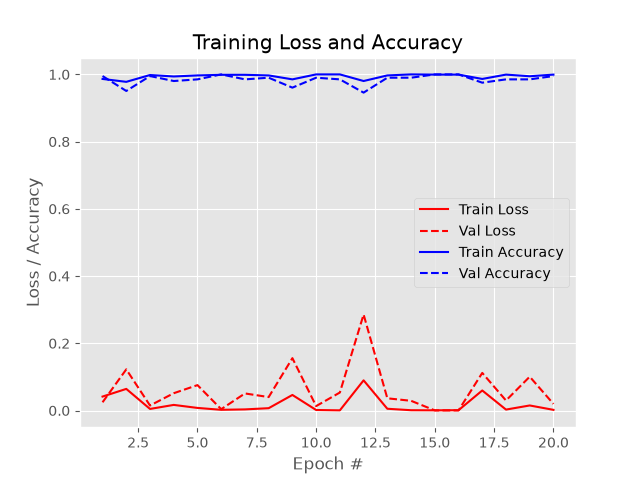 Training Loss and Accuracy
1.0
0.8
0.6
0.4
0.2
0.0
Loss / Accuracy
Train Loss
Val Loss
Train Accuracy
Val Accuracy
2.5 5.0 7.5 10.0 12.5 15.0 17.5 20.0
Epoch #